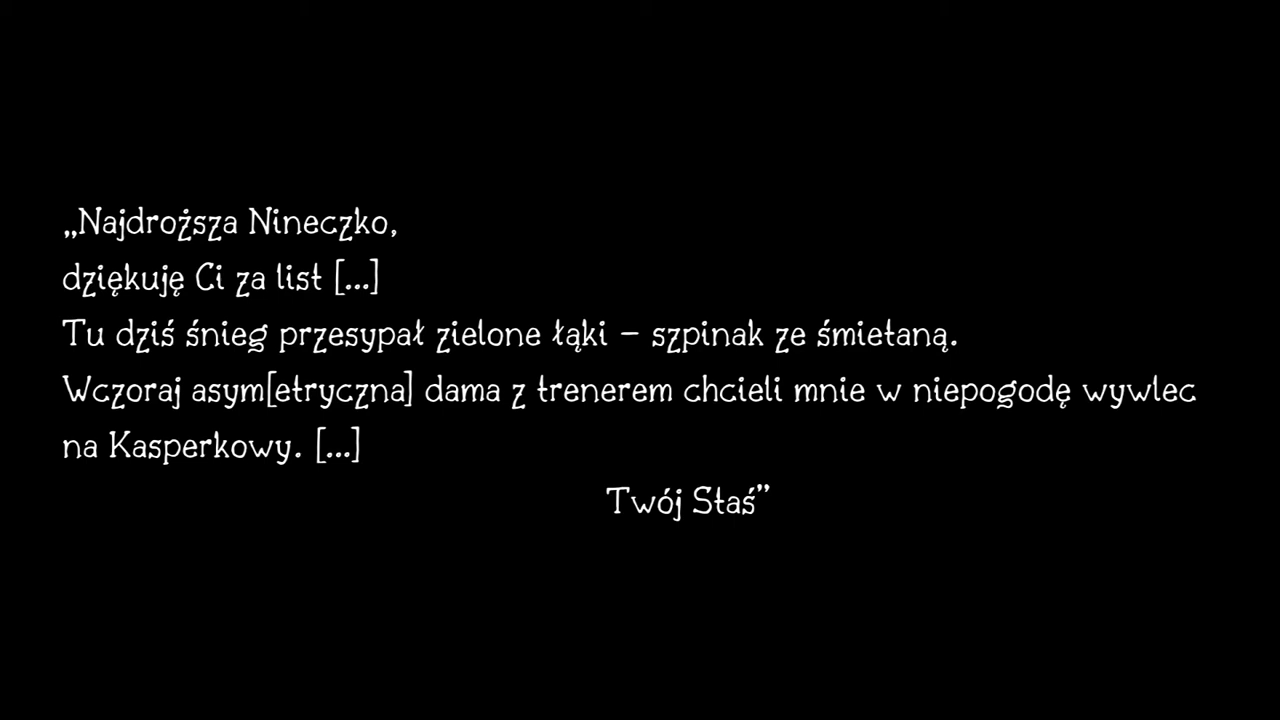 „Najdroższa Nineczko,
dziękuję Ci za list [...]
Tu dziś śnieg przesypał zielone łąki – szpinak ze śmietaną.
Wczoraj asym[etryczna] dama z trenerem chcieli mnie w niepogodę wywlec
na Kasperkowy. [...]
Twój Staś”